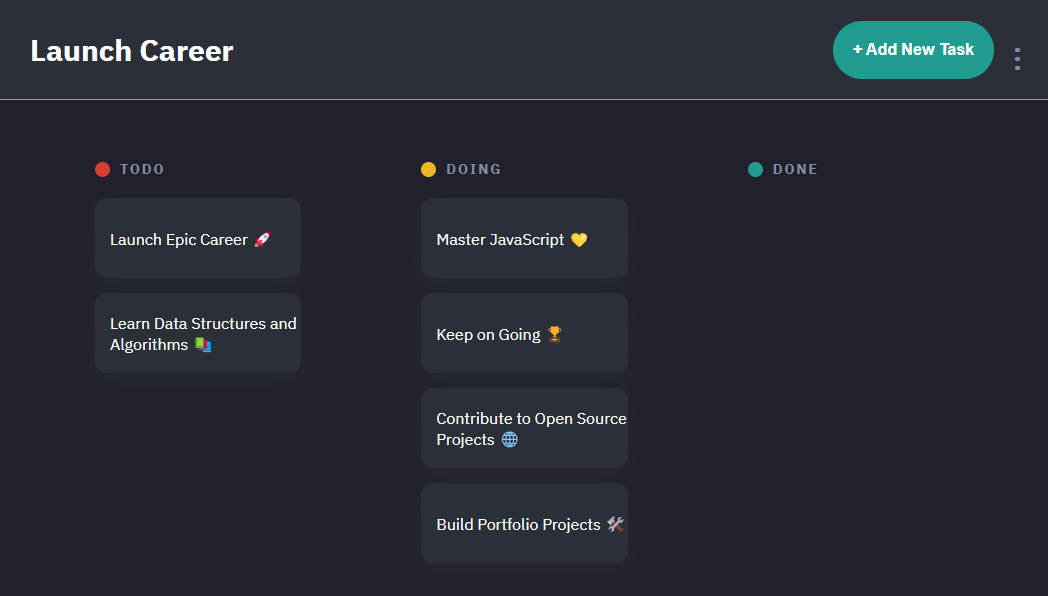 Launch Career
+ Add New Task
TODO
Launch Epic Career 🚀
Learn Data Structures and
Algorithms 📚
DOING
Master JavaScript 💛
Keep on Going 🏆
Contribute to Open Source
Projects 🌐
Build Portfolio Projects 🛠️
DONE